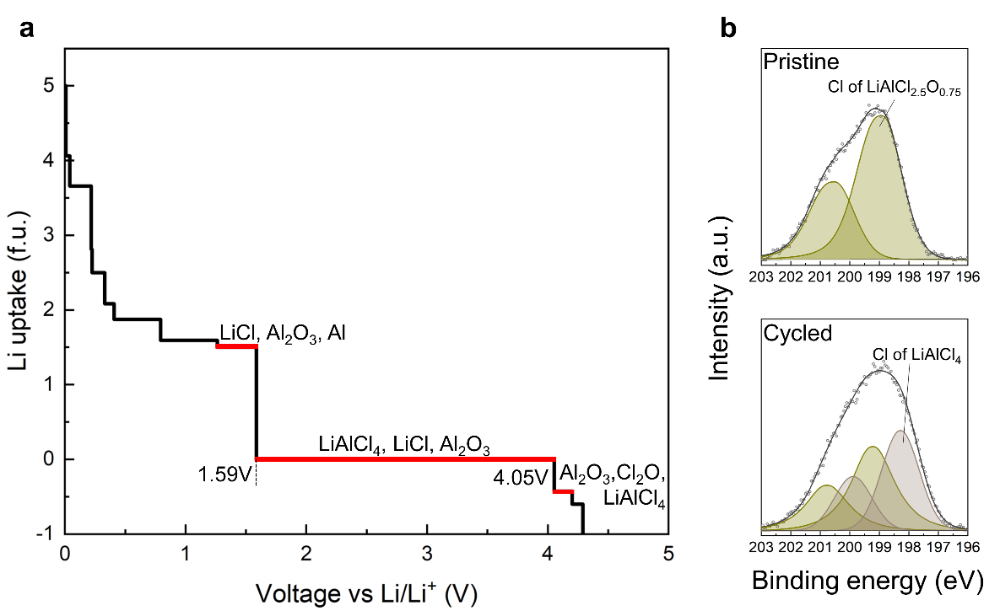 a
5
4
3
2
1
0
-1
Li uptake (f.u.)
LiCl, Al₂O₃, Al
LiAlCl₄, LiCl, Al₂O₃
1.59V
4.05V
Al₂O₃,Cl₂O,
LiAlCl₄
0 1 2 3 4 5
Voltage vs Li/Li⁺ (V)
b
Pristine
Cl of LiAlCl₂.₅O₀.₇₅
203 202 201 200 199 198 197 196
Intensity (a.u.)
Cycled
Cl of LiAlCl₄
203 202 201 200 199 198 197 196
Binding energy (eV)